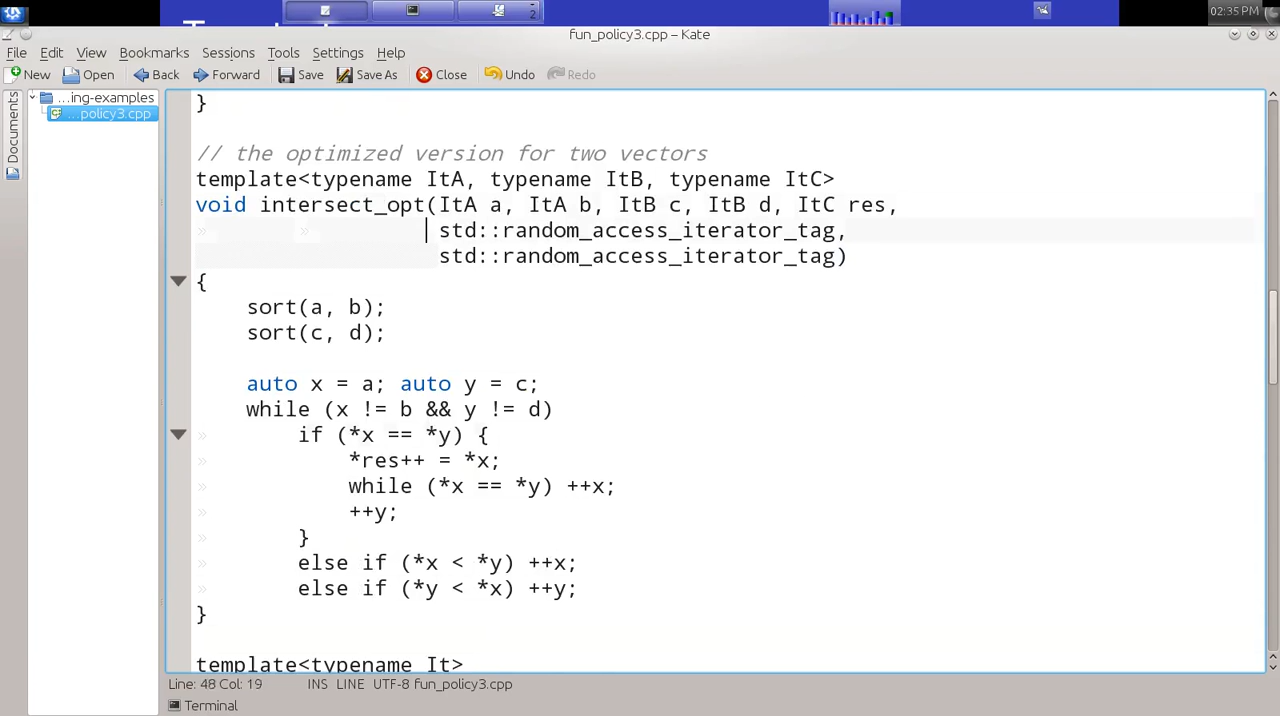 2
02:35 PM
fun_policy3.cpp – Kate
File Edit View Bookmarks Sessions Tools Settings Help
New Open Back Forward Save Save As Close Undo Redo
Documents
...ing-examples
...policy3.cpp
}
// the optimized version for two vectors
template<typename ItA, typename ItB, typename ItC>
void intersect_opt(ItA a, ItA b, ItB c, ItB d, ItC res,
std::random_access_iterator_tag,
std::random_access_iterator_tag)
{
sort(a, b);
sort(c, d);
auto x = a; auto y = c;
while (x != b && y != d)
if (*x == *y) {
*res++ = *x;
while (*x == *y) ++x;
++y;
}
else if (*x < *y) ++x;
else if (*y < *x) ++y;
}
template<typename It>
Line: 48 Col: 19 INS LINE UTF-8 fun_policy3.cpp
Terminal